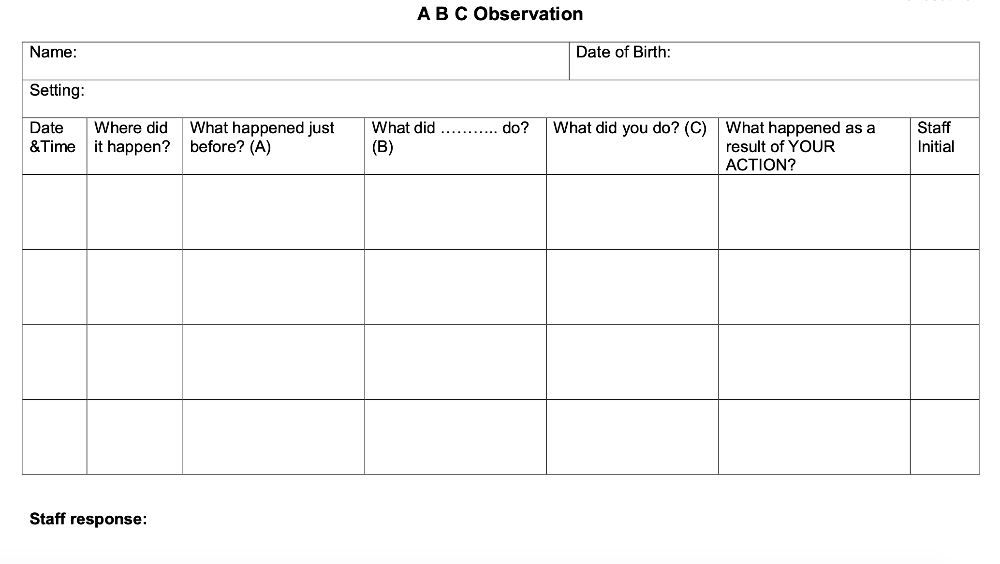 A B C Observation
Name:
Date of Birth:
Setting:
Date
&Time
Where did
it happen?
What happened just
before? (A)
What did ……….. do?
(B)
What did you do? (C)
What happened as a
result of YOUR
ACTION?
Staff
Initial
Staff response: